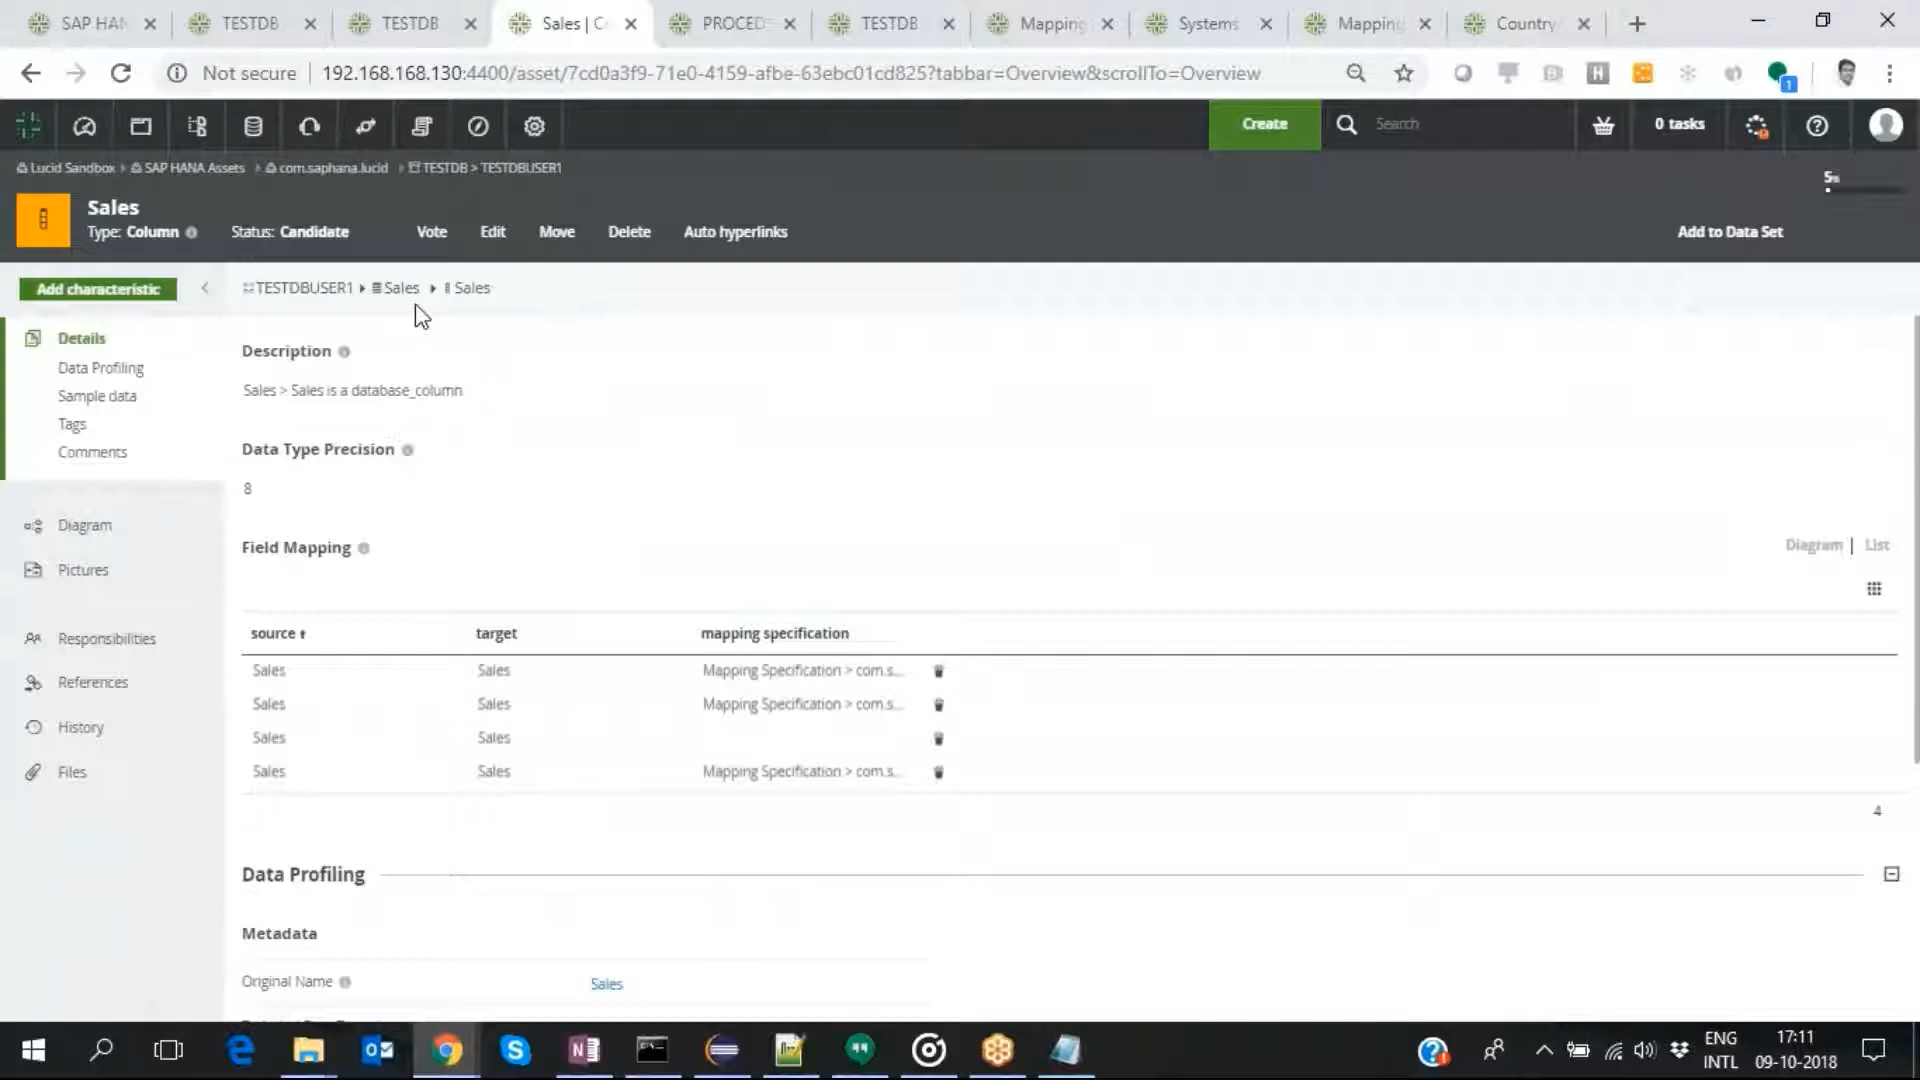 SAP HAN
TESTDB
TESTDB
Sales | C
PROCED
TESTDB
Mapping
Systems
Mapping
Country
Not secure
192.168.168.130:4400/asset/7cd0a3f9-71e0-4159-afbe-63ebc01cd825?tabbar=Overview&scrollTo=Overview
1
Create
Search
0 tasks
Lucid Sandbox
SAP HANA Assets
com.saphana.lucid
TESTDB > TESTDBUSER1
Sales
Type: Column
Status: Candidate
Vote
Edit
Move
Delete
Auto hyperlinks
Add to Data Set
Add characteristic
TESTDBUSER1
Sales
Sales
Details
Data Profiling
Sample data
Tags
Comments
Diagram
Pictures
Responsibilities
References
History
Files
Description
Sales > Sales is a database_column
Data Type Precision
8
Field Mapping
Diagram | List
source target mapping specification
Sales Sales Mapping Specification > com.s...
Sales Sales Mapping Specification > com.s...
Sales Sales
Sales Sales Mapping Specification > com.s...
4
Data Profiling
Metadata
Original Name
Sales
ENG
INTL
17:11
09-10-2018